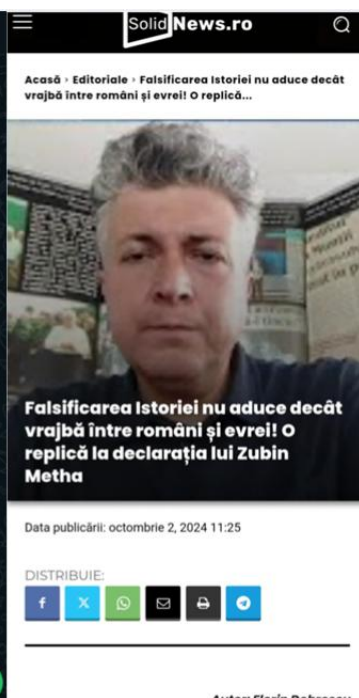 Solid News.ro
Acasă › Editoriale › Falsificarea Istoriei nu aduce decât
vrajbă între români și evrei! O replică...
Falsificarea Istoriei nu aduce decât
vrajbă între români și evrei! O
replică la declarația lui Zubin
Metha
Data publicării: octombrie 2, 2024 11:25
DISTRIBUIE: